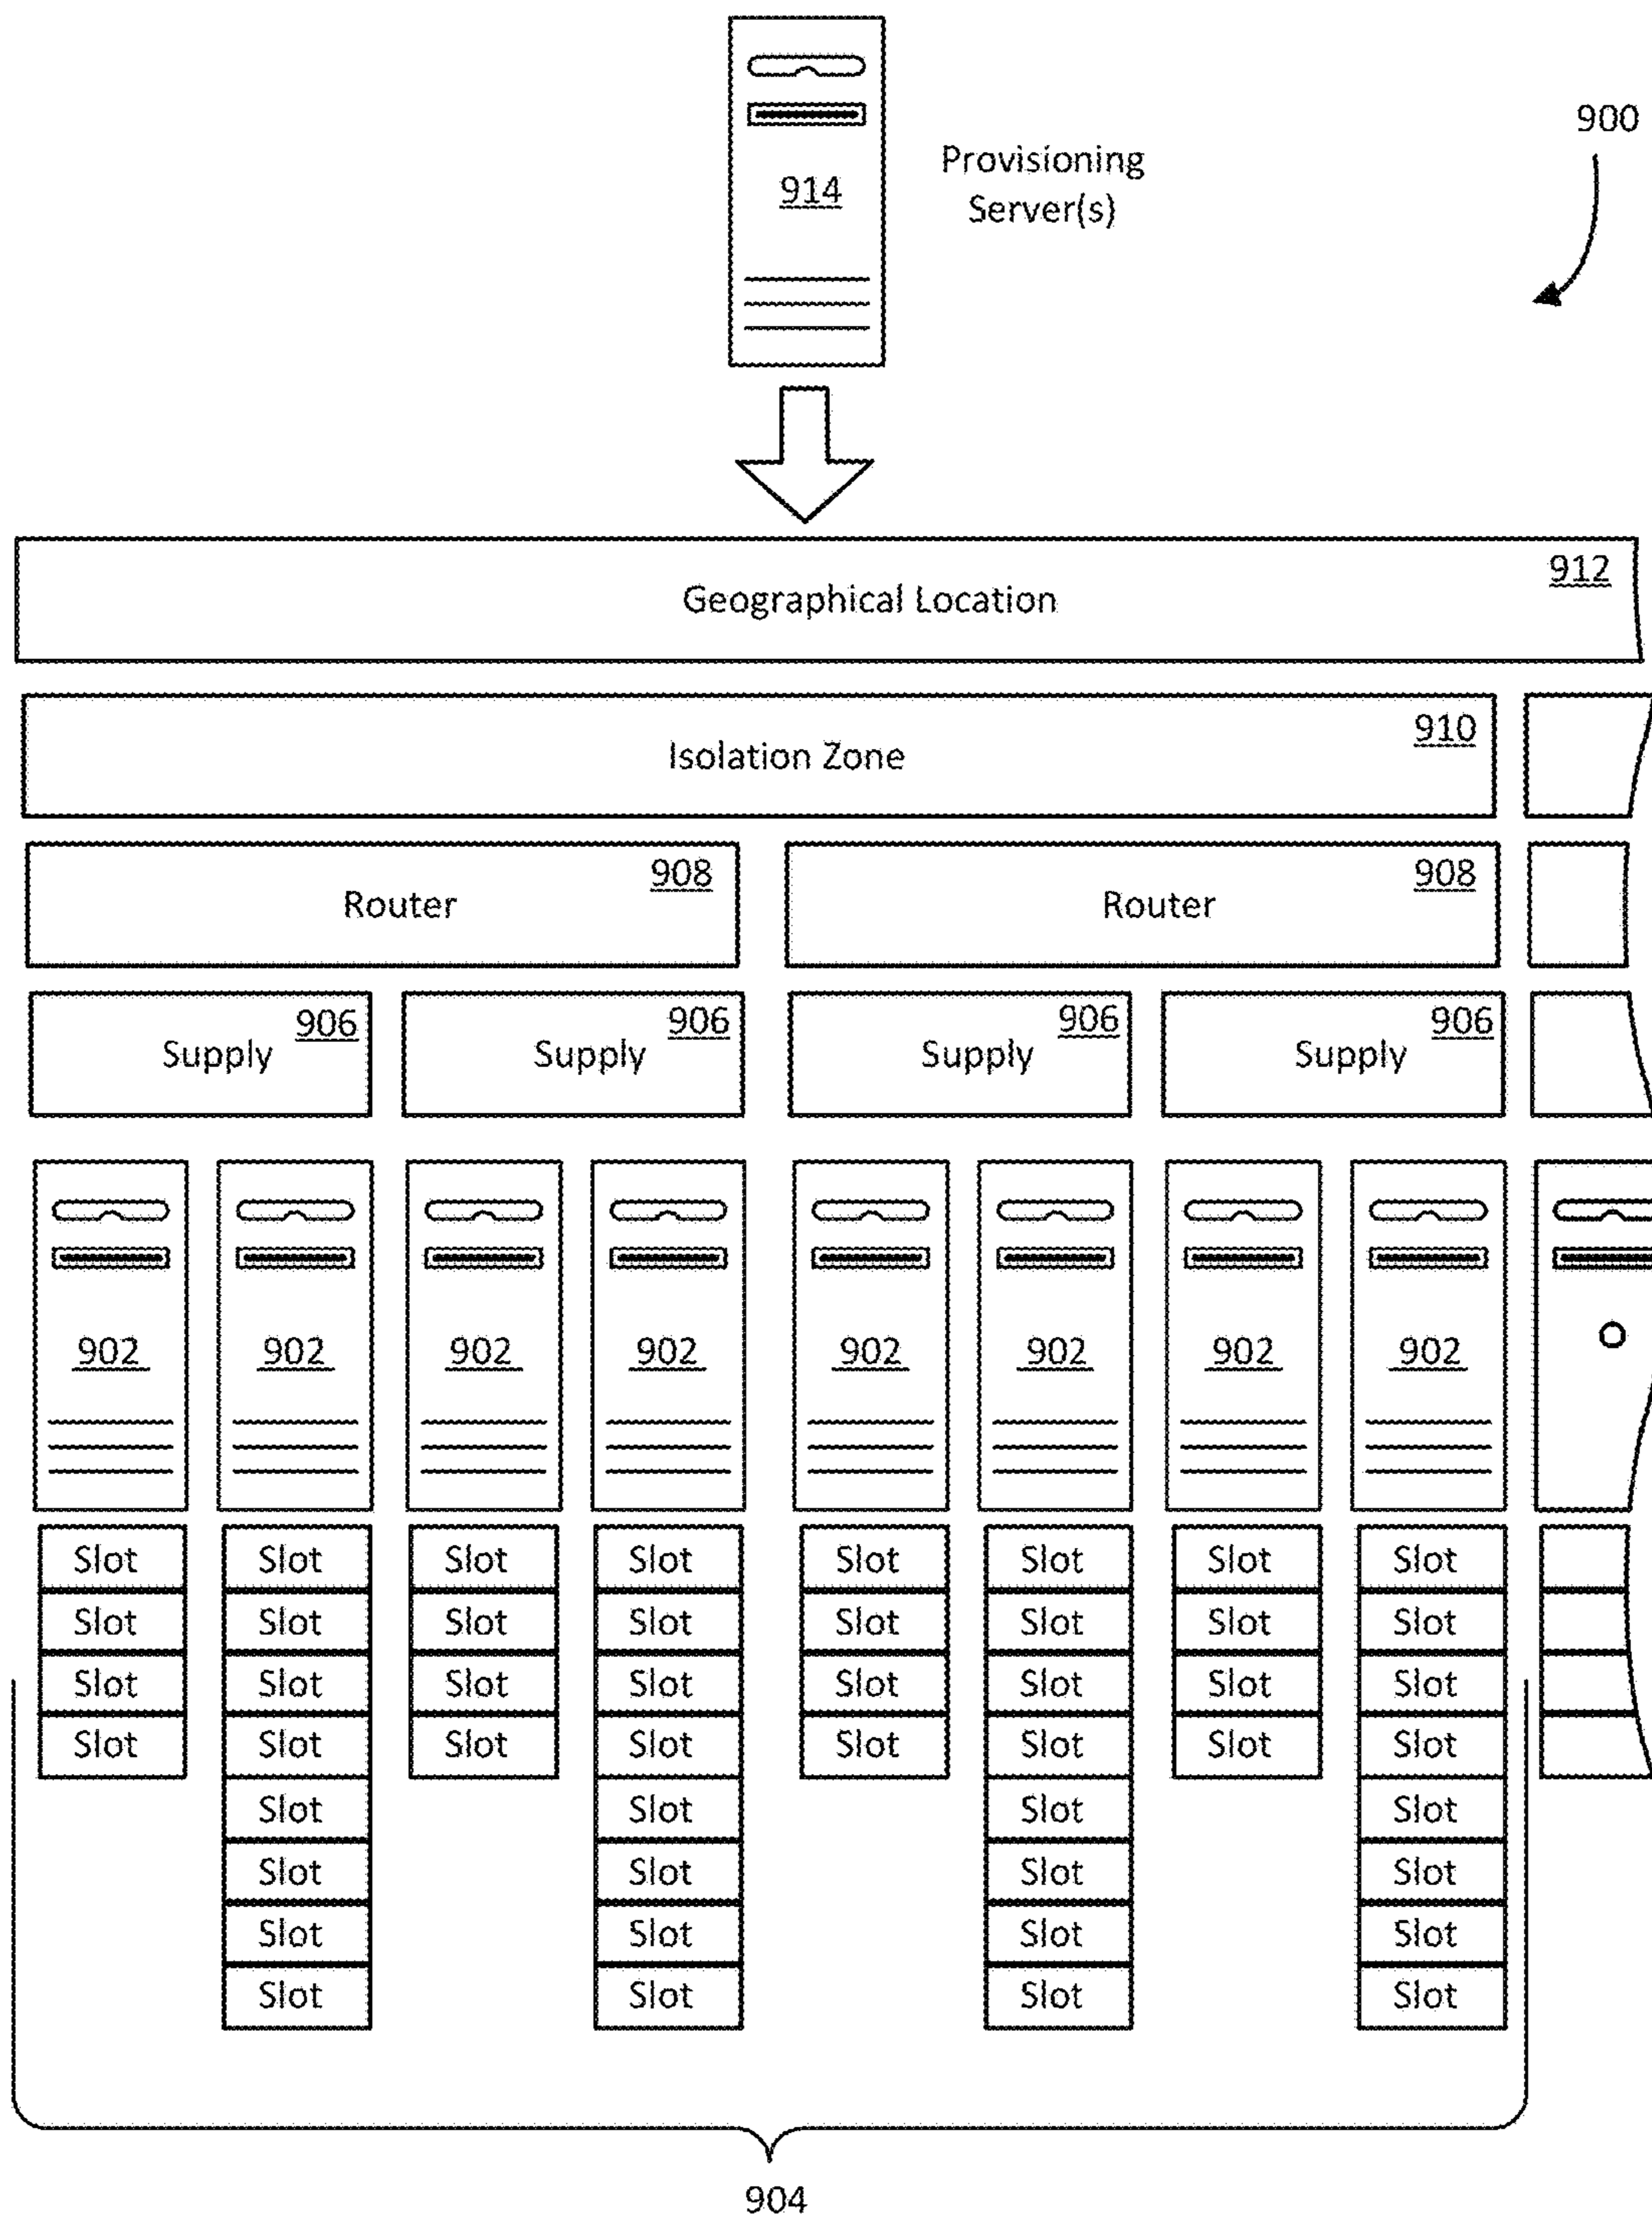 900
Provisioning
Server(s)
914
912
Geographical Location
910
Isolation Zone
908 908
Router Router
906 906 906 906
Supply Supply Supply Supply
902 902 902 902 902 902 902 902
Slot Slot Slot Slot Slot Slot Slot Slot
Slot Slot Slot Slot Slot Slot Slot Slot
Slot Slot Slot Slot Slot Slot Slot Slot
Slot Slot Slot Slot Slot Slot Slot Slot
Slot Slot Slot Slot
Slot Slot Slot Slot
Slot Slot Slot Slot
Slot Slot Slot Slot
904